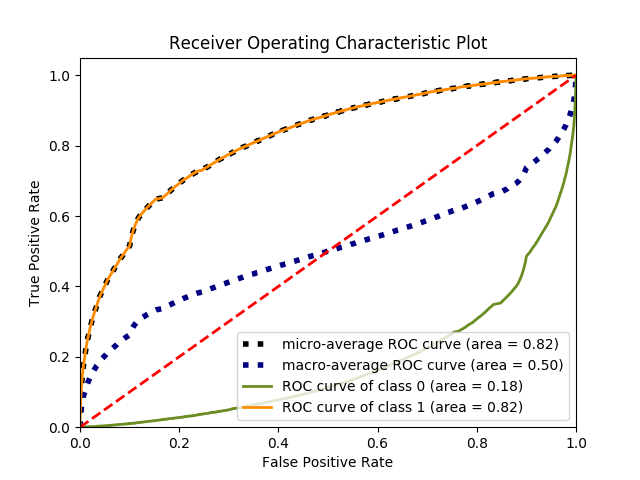 Receiver Operating Characteristic Plot
1.0
0.8
0.6
0.4
0.2
0.0
True Positive Rate
micro-average ROC curve (area = 0.82)
macro-average ROC curve (area = 0.50)
ROC curve of class 0 (area = 0.18)
ROC curve of class 1 (area = 0.82)
0.0 0.2 0.4 0.6 0.8 1.0
False Positive Rate